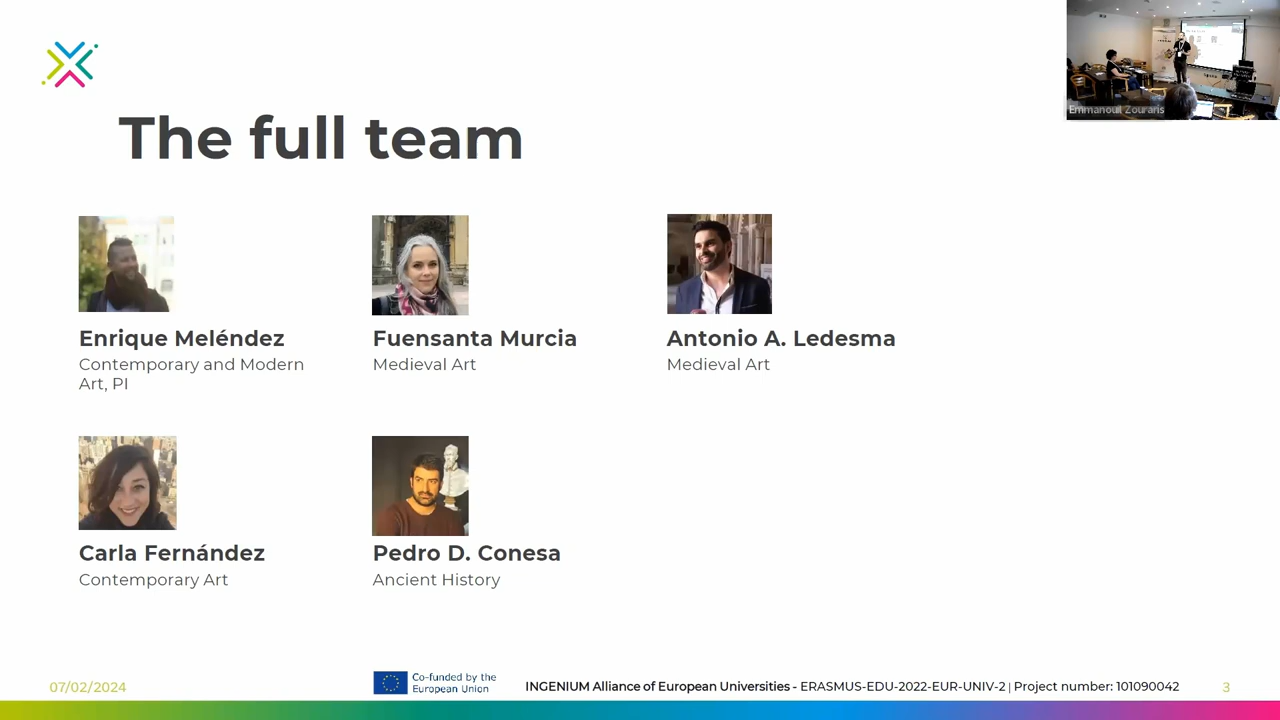 Emmanouil Zouraris
The full team
Enrique Meléndez
Contemporary and Modern
Art, PI
Fuensanta Murcia
Medieval Art
Antonio A. Ledesma
Medieval Art
Carla Fernández
Contemporary Art
Pedro D. Conesa
Ancient History
07/02/2024
Co-funded by the
European Union
INGENIUM Alliance of European Universities - ERASMUS-EDU-2022-EUR-UNIV-2 | Project number: 101090042
3